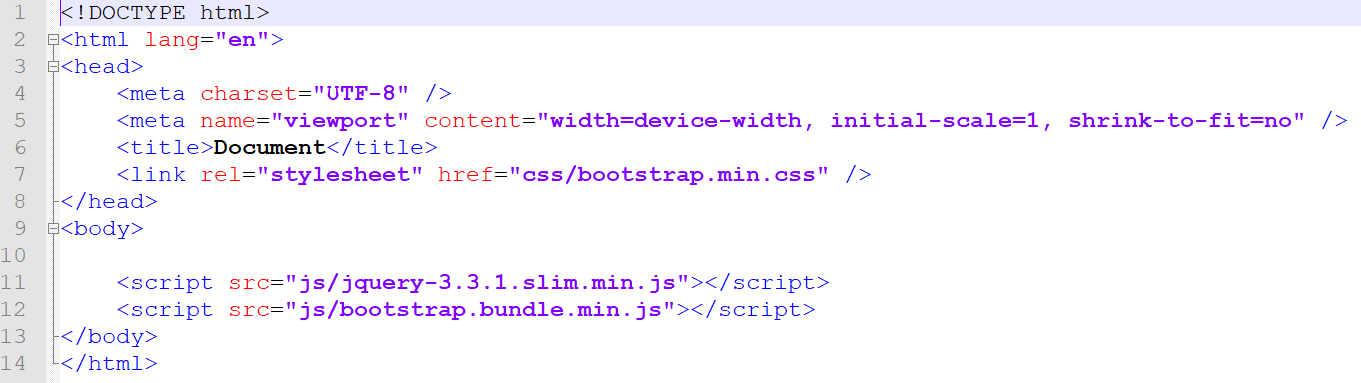 1 <!DOCTYPE html>
2 <html lang="en">
3 <head>
4     <meta charset="UTF-8" />
5     <meta name="viewport" content="width=device-width, initial-scale=1, shrink-to-fit=no" />
6     <title>Document</title>
7     <link rel="stylesheet" href="css/bootstrap.min.css" />
8 </head>
9 <body>
10
11     <script src="js/jquery-3.3.1.slim.min.js"></script>
12     <script src="js/bootstrap.bundle.min.js"></script>
13 </body>
14 </html>